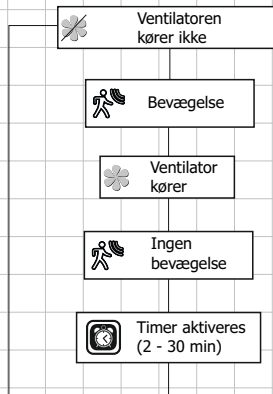 Ventilatoren
kører ikke
Bevægelse
Ventilator
kører
Ingen
bevægelse
Timer aktiveres
(2 - 30 min)